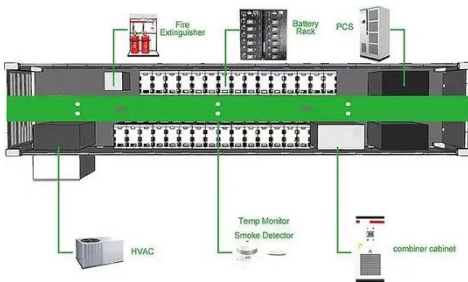 Fire
Extinguisher
Battery
Rack
PCS
HVAC
Temp Monitor
Smoke Detector
combiner cabinet